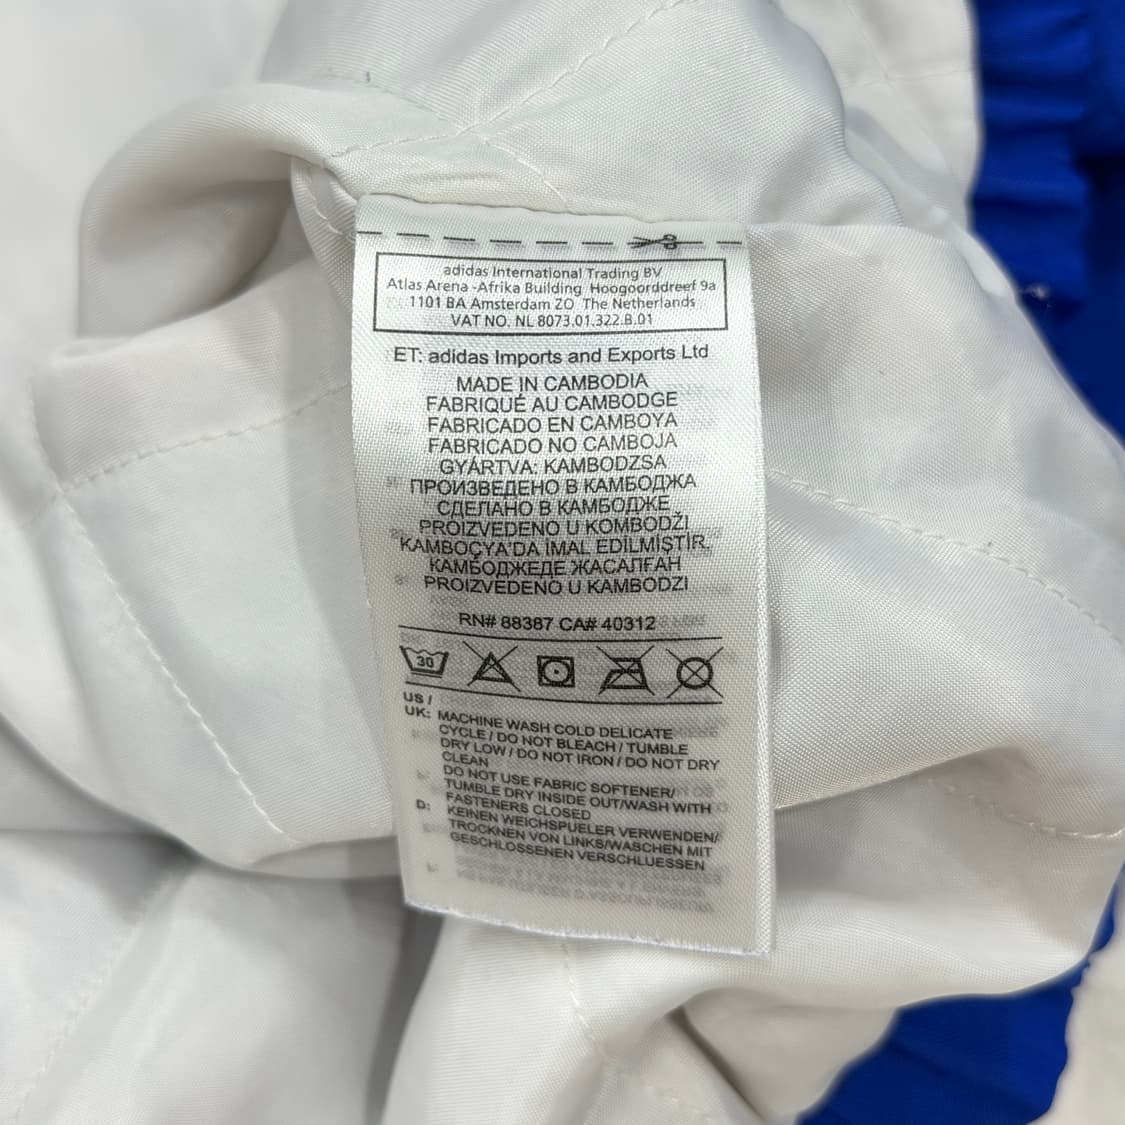 adidas International Trading BV
Atlas Arena -Afrika Building Hoogoorddreef 9a
1101 BA Amsterdam ZO The Netherlands
VAT NO. NL 8073.01.322.B.01
ET: adidas Imports and Exports Ltd
MADE IN CAMBODIA
FABRIQUÉ AU CAMBODGE
FABRICADO EN CAMBOYA
FABRICADO NO CAMBOJA
GYÁRTVA: KAMBODZSA
ПРОИЗВЕДЕНО В КАМБОДЖА
СДЕЛАНО В КАМБОДЖЕ
PROIZVEDENO U KOMBODŽI
KAMBOÇYA'DA İMAL EDİLMİŞTİR.
КАМБОДЖЕДЕ ЖАСАЛҒАН
PROIZVEDENO U KAMBODZI
RN# 88387 CA# 40312
30
US /
UK: MACHINE WASH COLD DELICATE
CYCLE / DO NOT BLEACH / TUMBLE
DRY LOW / DO NOT IRON / DO NOT DRY
CLEAN
DO NOT USE FABRIC SOFTENER/
TUMBLE DRY INSIDE OUT/WASH WITH
FASTENERS CLOSED
D: KEINEN WEICHSPUELER VERWENDEN/
TROCKNEN VON LINKS/WASCHEN MIT
GESCHLOSSENEN VERSCHLUESSEN